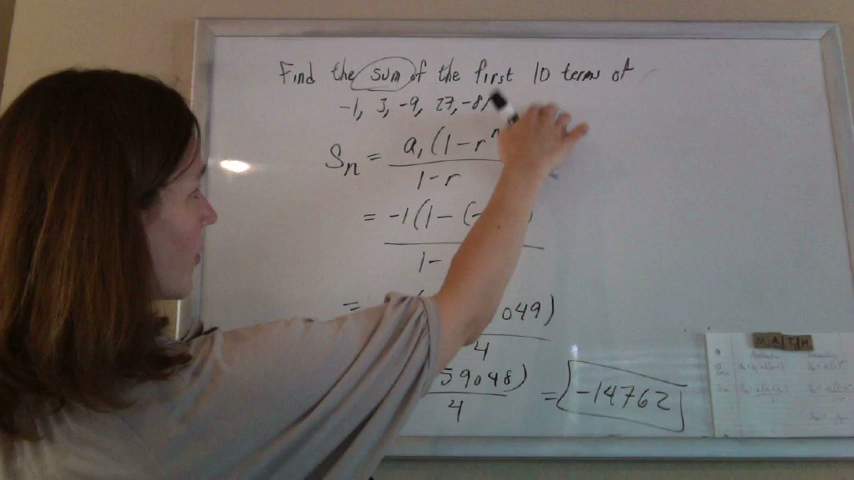 Find the sum of the first 10 terms of
-1, 3, -9, 27, -81
Sn = a1 (1 - r^n
1 - r
= -1 (1 - (- )
1 -
=
049)
4
59048)
4
= -14762
MATH